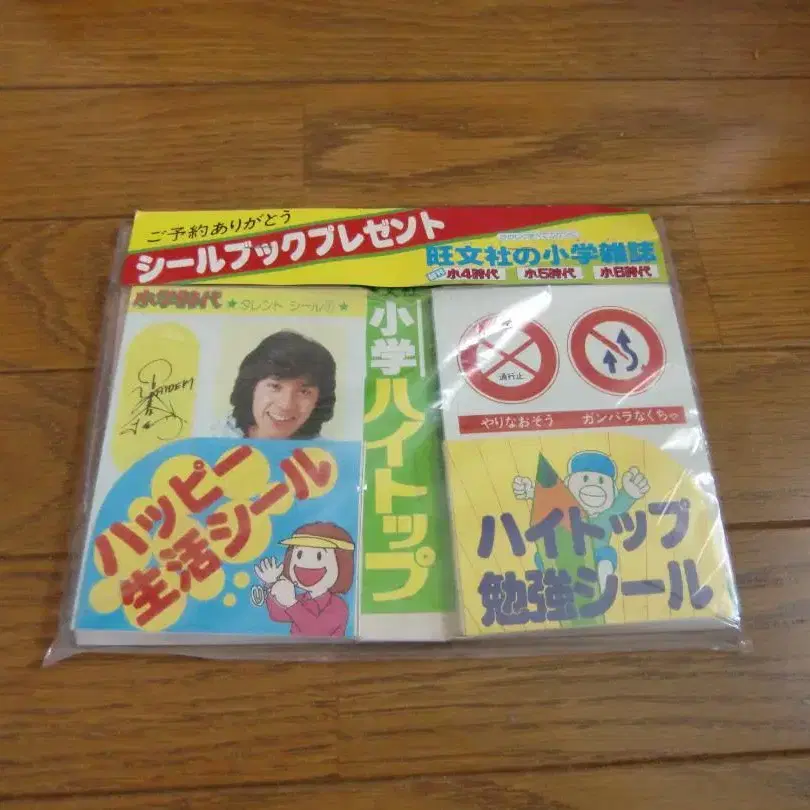 ご予約ありがとう
シールブックプレゼント
旺文社の小学雑誌
小4時代
小5時代
小6時代
小学時代
★タレント シール
ハッピー
生活シール
小学
ハイトップ
通行止
やりなおそう
ガンバラなくちゃ
ハイトップ
勉強シール